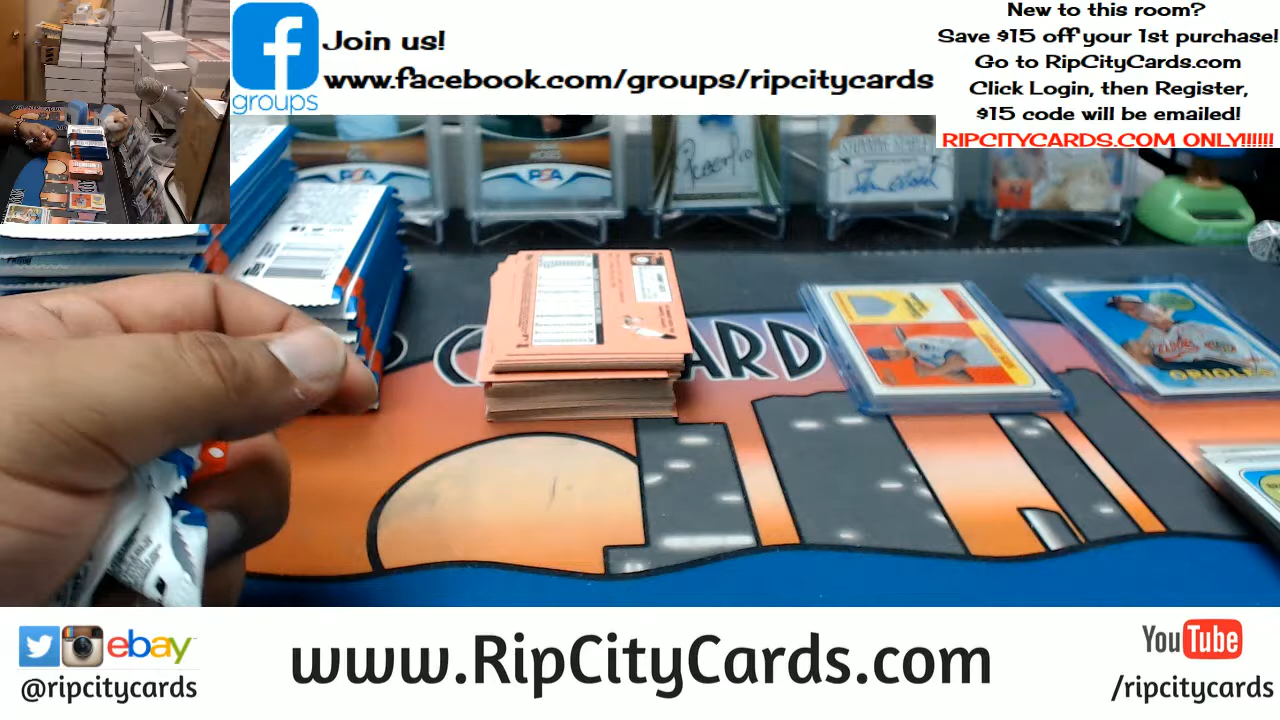 Join us!
www.facebook.com/groups/ripcitycards
groups
New to this room?
Save $15 off your 1st purchase!
Go to RipCityCards.com
Click Login, then Register,
$15 code will be emailed!
RIPCITYCARDS.COM ONLY!!!!!!
PSA
PSA
ARD
ORIOLES
ebay
@ripcitycards
www.RipCityCards.com
YouTube
/ripcitycards